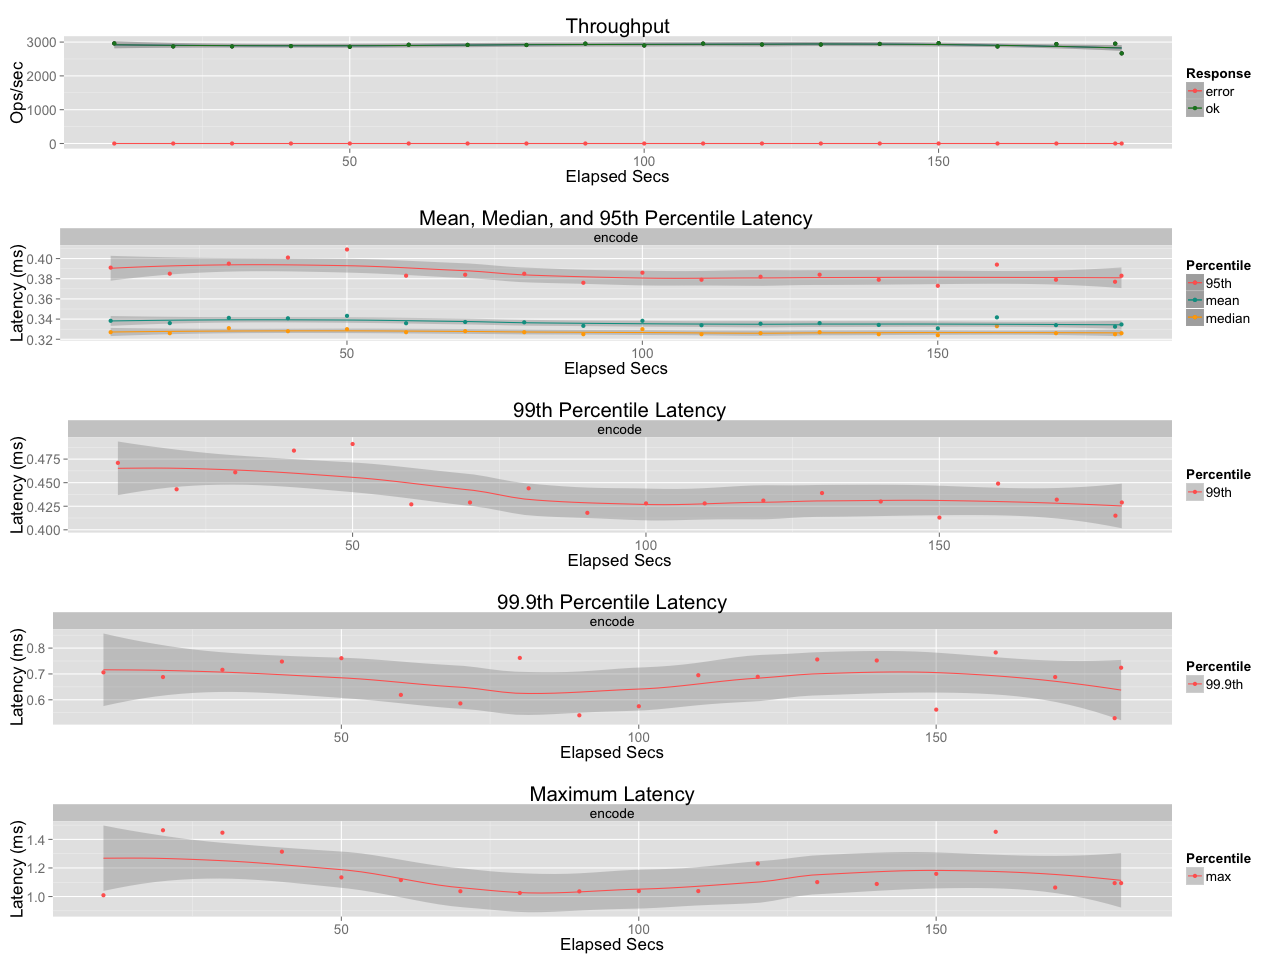 Throughput
3000
2000
1000
0
Ops/sec
50
100
150
Elapsed Secs
Response
error
ok
Mean, Median, and 95th Percentile Latency
encode
0.40
0.38
0.36
0.34
0.32
Latency (ms)
50
100
150
Elapsed Secs
Percentile
95th
mean
median
99th Percentile Latency
encode
0.475
0.450
0.425
0.400
Latency (ms)
50
100
150
Elapsed Secs
Percentile
99th
99.9th Percentile Latency
encode
0.8
0.7
0.6
Latency (ms)
50
100
150
Elapsed Secs
Percentile
99.9th
Maximum Latency
encode
1.4
1.2
1.0
Latency (ms)
50
100
150
Elapsed Secs
Percentile
max